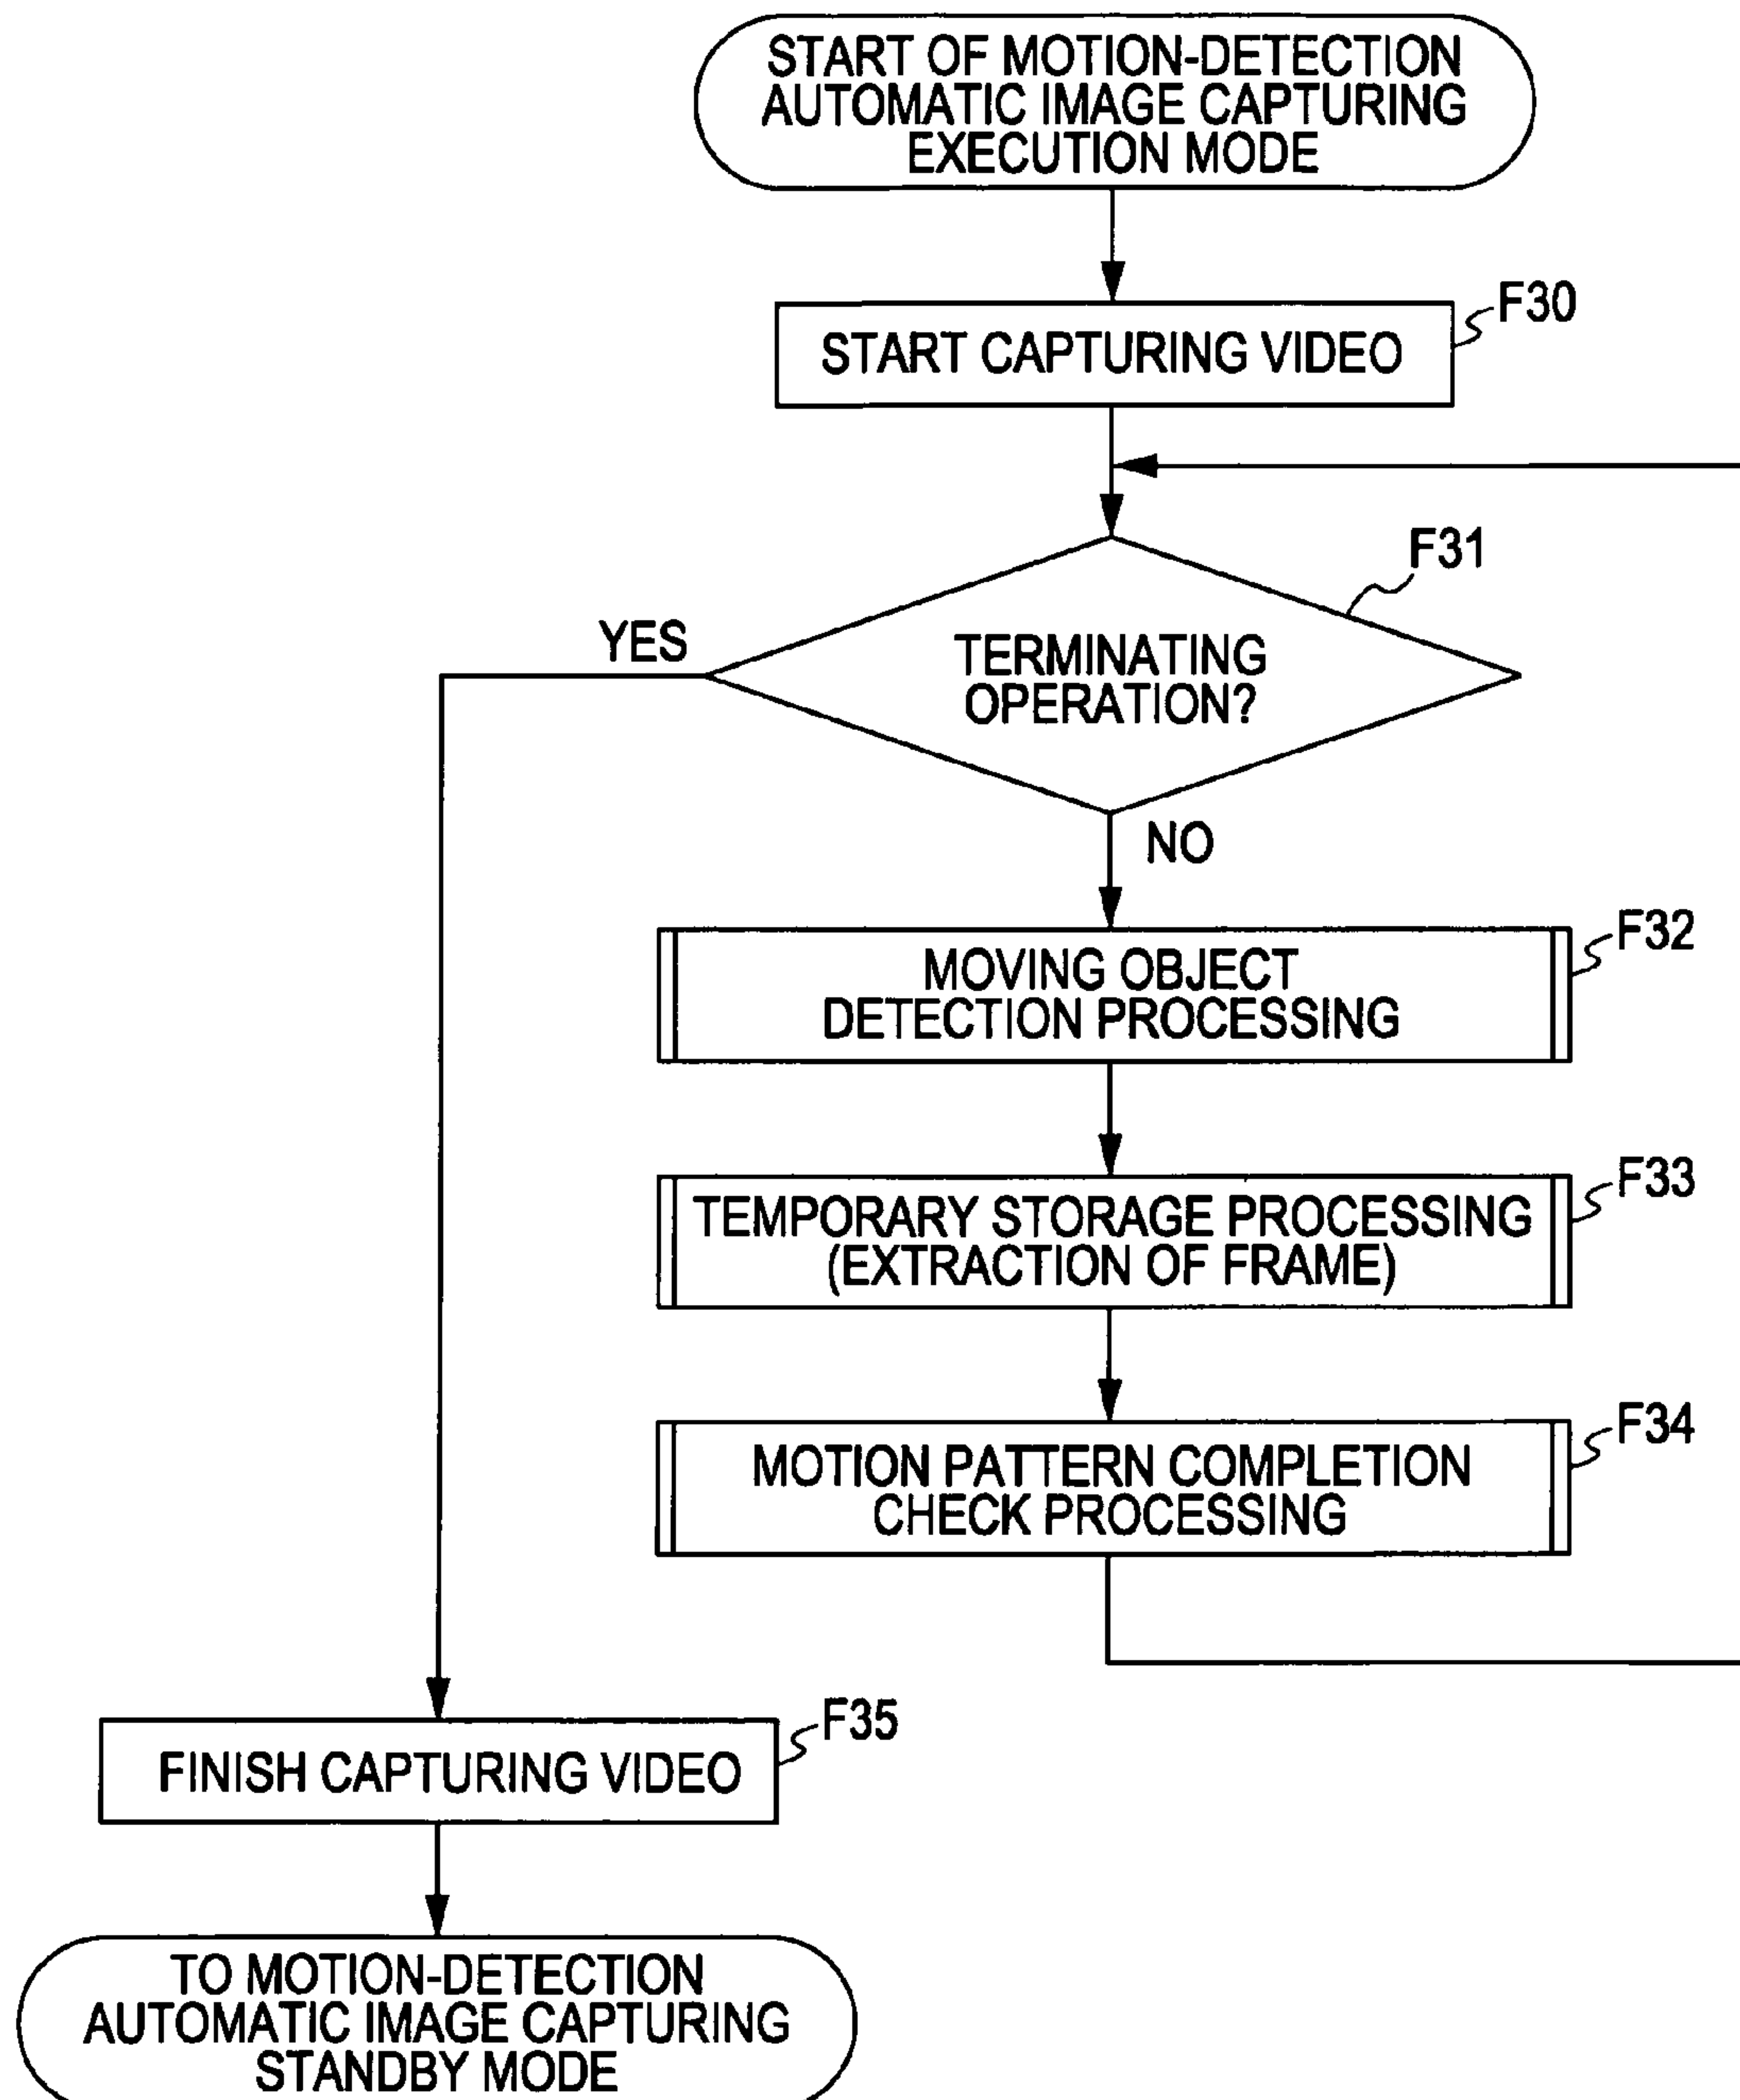 START OF MOTION-DETECTION
AUTOMATIC IMAGE CAPTURING
EXECUTION MODE
F30
START CAPTURING VIDEO
F31
YES
TERMINATING
OPERATION?
NO
F32
MOVING OBJECT
DETECTION PROCESSING
F33
TEMPORARY STORAGE PROCESSING
(EXTRACTION OF FRAME)
F34
MOTION PATTERN COMPLETION
CHECK PROCESSING
F35
FINISH CAPTURING VIDEO
TO MOTION-DETECTION
AUTOMATIC IMAGE CAPTURING
STANDBY MODE